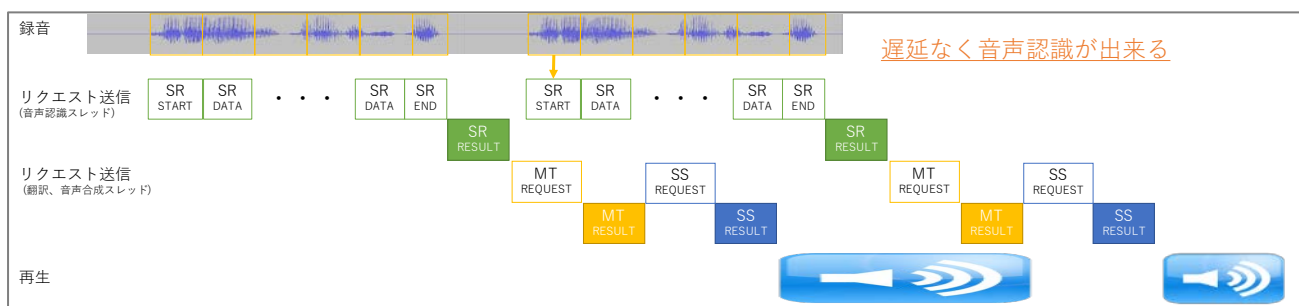 録音
遅延なく音声認識が出来る
リクエスト送信
(音声認識スレッド)
SR
START
SR
DATA
・・・
SR
DATA
SR
END
SR
START
SR
DATA
・・・
SR
DATA
SR
END
SR
RESULT
SR
RESULT
リクエスト送信
(翻訳、音声合成スレッド)
MT
REQUEST
SS
REQUEST
MT
REQUEST
SS
REQUEST
MT
RESULT
SS
RESULT
MT
RESULT
SS
RESULT
再生